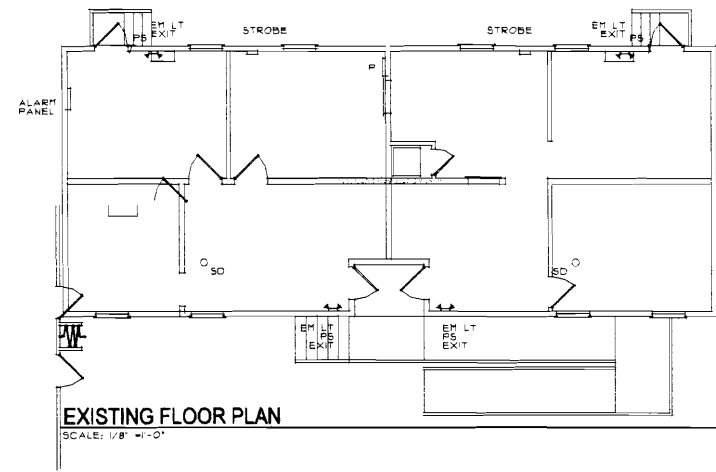 EM LT
EXIT
PS
STROBE
STROBE
EM LT
EXIT
PS
P
ALARM
PANEL
SD
SD
EM LT
PS
EXIT
EM LT
PS
EXIT
EXISTING FLOOR PLAN
SCALE: 1/8" =1'-0"